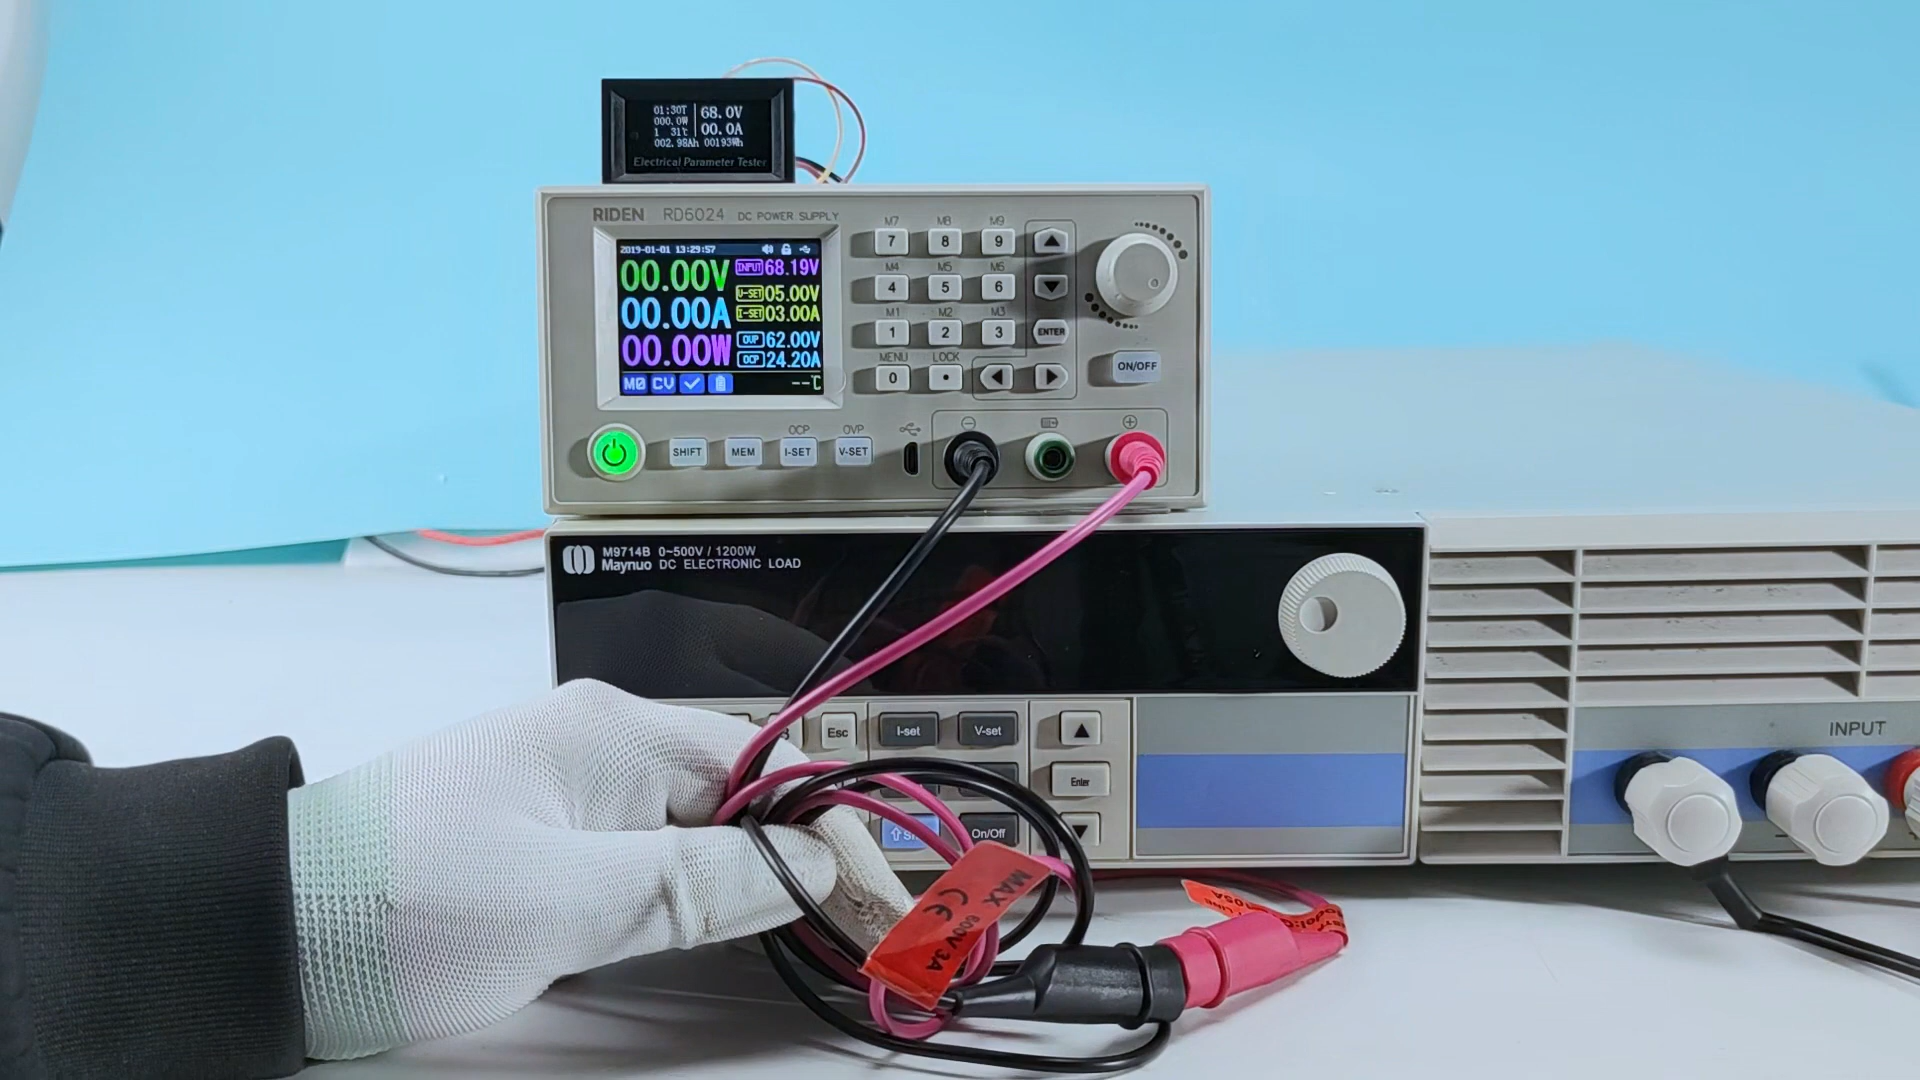 01:30T
68.0V
000.0W
00.0A
1 31℃
002.98Ah 00193Wh
Electrical Parameter Tester
RIDEN RD6024 DC POWER SUPPLY
2019-01-01 13:29:57
00.00V
INPUT 68.19V
V-SET 05.00V
00.00A
I-SET 03.00A
OVP 62.00V
00.00W
OCP 24.20A
M0 CV
--℃
M7 M8 M9
7 8 9
M4 M5 M6
4 5 6
M1 M2 M3
1 2 3 ENTER
MENU LOCK
0 •
ON/OFF
OCP OVP
SHIFT MEM I-SET V-SET
M9714B 0~500V / 1200W
Maynuo DC ELECTRONIC LOAD
Esc I-set V-set
Enter
On/Off
INPUT
MAX 600V 3A
CE